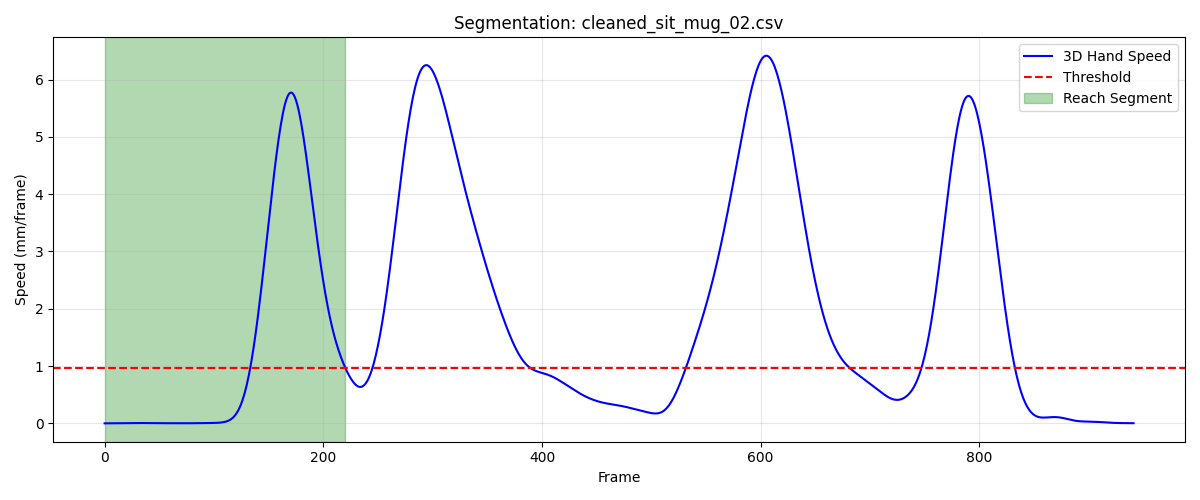 Segmentation: cleaned_sit_mug_02.csv
3D Hand Speed
Threshold
Reach Segment
Speed (mm/frame)
6
5
4
3
2
1
0
0 200 400 600 800
Frame